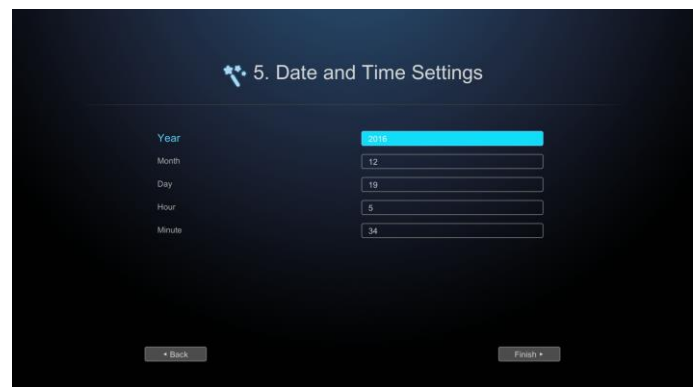 5. Date and Time Settings
Year 2016
Month 12
Day 19
Hour 5
Minute 34
Back Finish